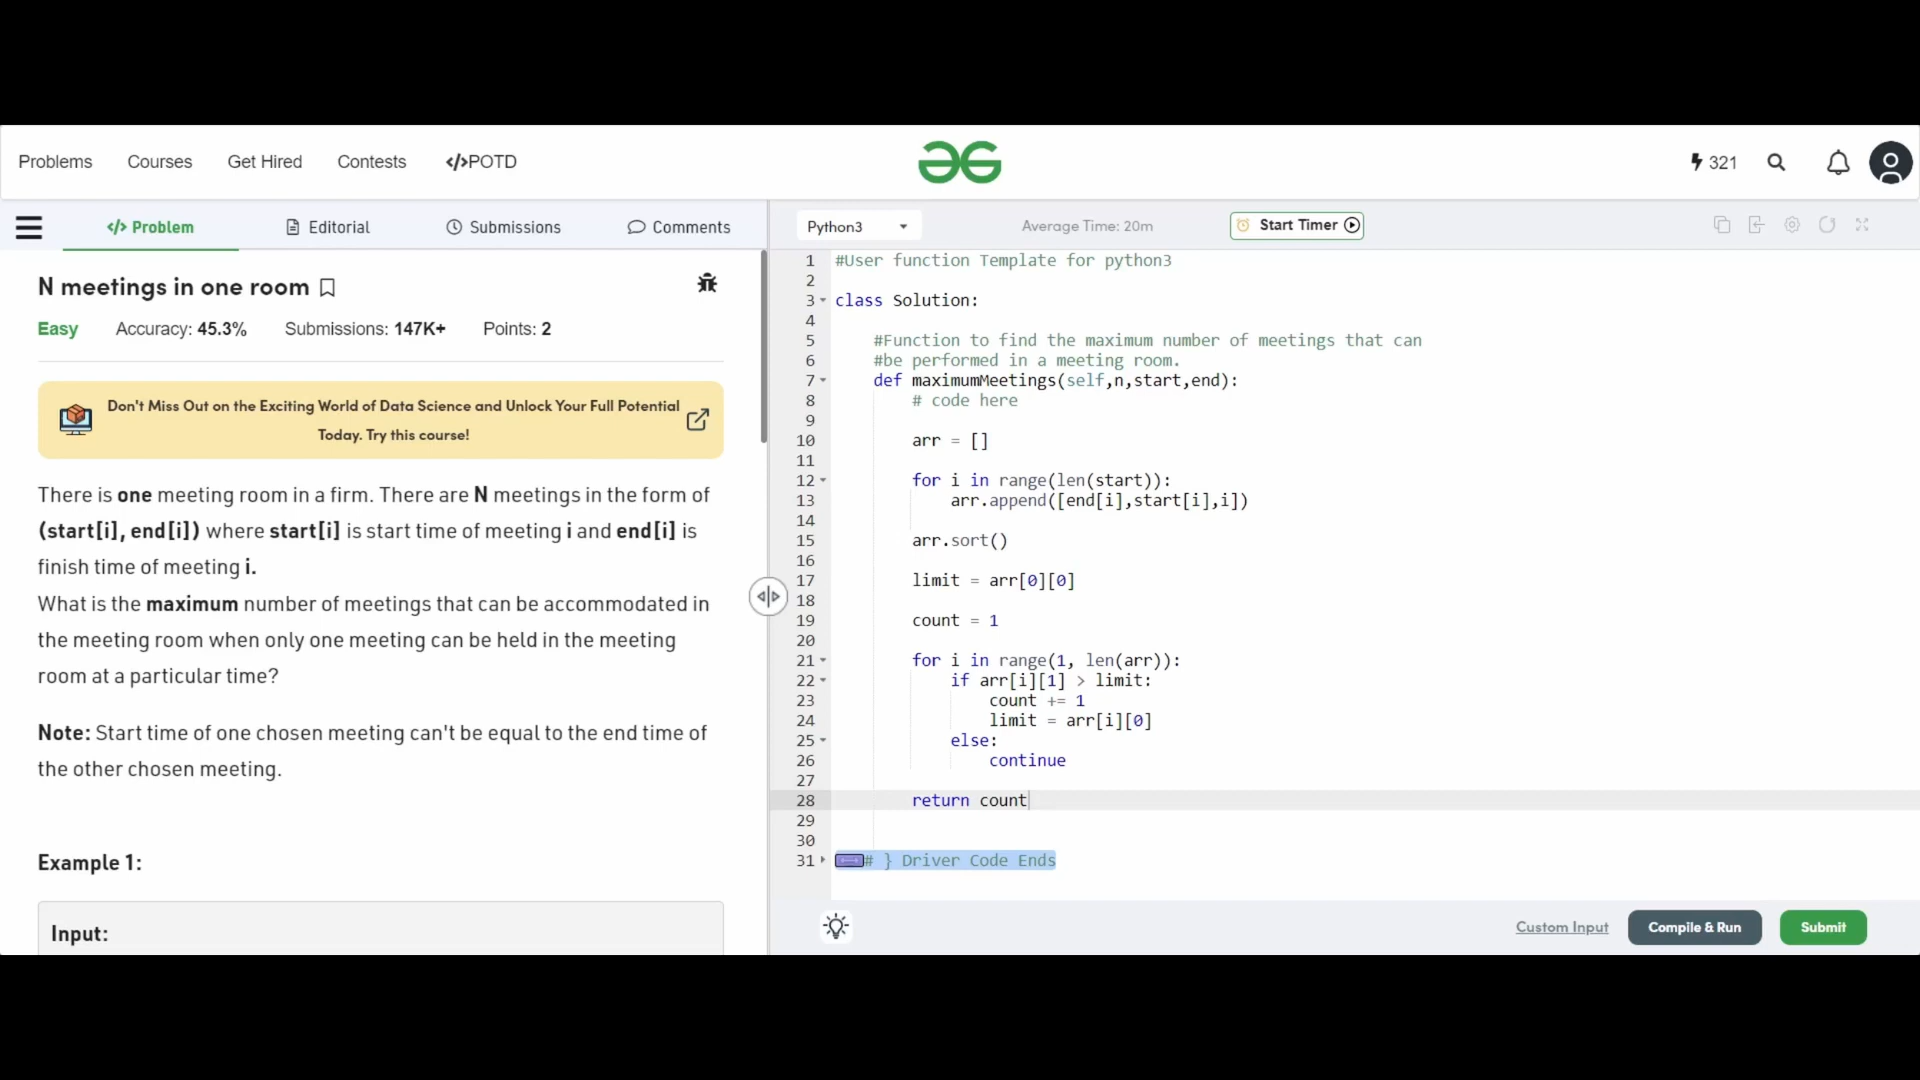 Problems Courses Get Hired Contests </>POTD 321
</> Problem Editorial Submissions Comments
N meetings in one room
Easy Accuracy: 45.3% Submissions: 147K+ Points: 2
Don't Miss Out on the Exciting World of Data Science and Unlock Your Full Potential
Today. Try this course!
There is one meeting room in a firm. There are N meetings in the form of
(start[i], end[i]) where start[i] is start time of meeting i and end[i] is
finish time of meeting i.
What is the maximum number of meetings that can be accommodated in
the meeting room when only one meeting can be held in the meeting
room at a particular time?
Note: Start time of one chosen meeting can't be equal to the end time of
the other chosen meeting.
Example 1:
Input:
Python3 Average Time: 20m Start Timer
1 #User function Template for python3
2
3 class Solution:
4
5 #Function to find the maximum number of meetings that can
6 #be performed in a meeting room.
7 def maximumMeetings(self,n,start,end):
8 # code here
9
10 arr = []
11
12 for i in range(len(start)):
13 arr.append([end[i],start[i],i])
14
15 arr.sort()
16
17 limit = arr[0][0]
18
19 count = 1
20
21 for i in range(1, len(arr)):
22 if arr[i][1] > limit:
23 count += 1
24 limit = arr[i][0]
25 else:
26 continue
27
28 return count
29
30
31 # } Driver Code Ends
Custom Input Compile & Run Submit